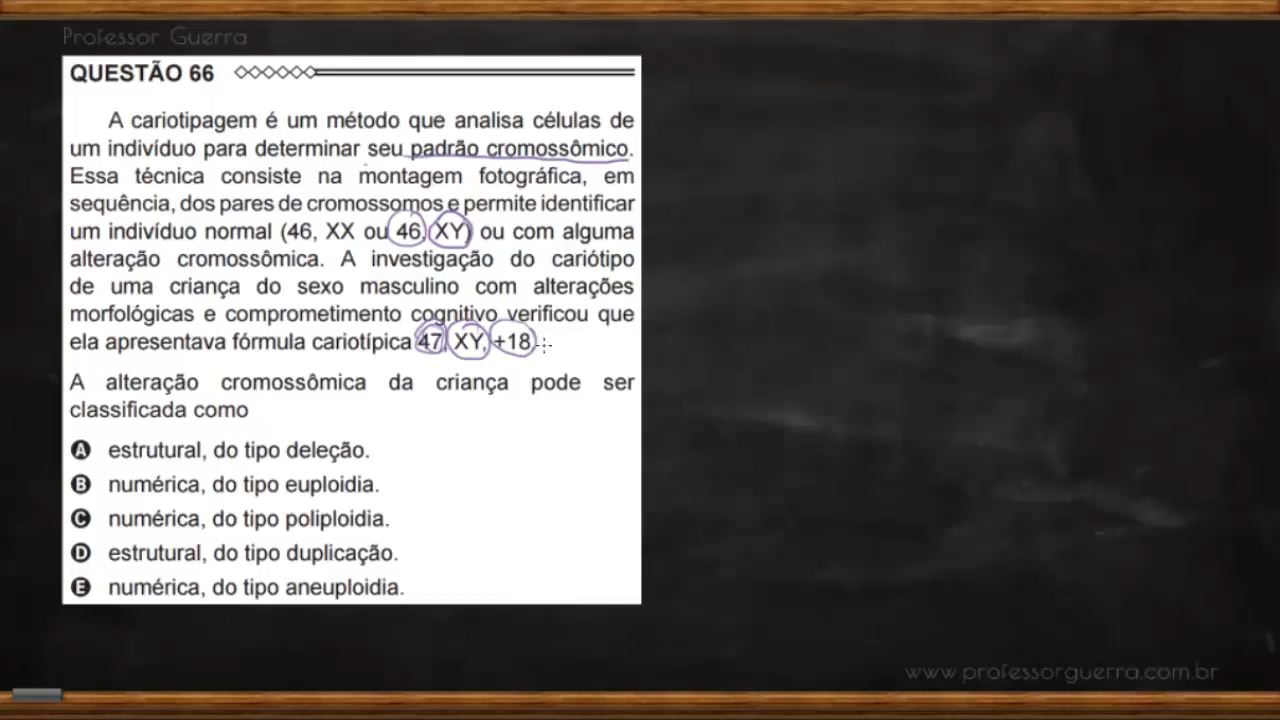 Professor Guerra
QUESTÃO 66
A cariotipagem é um método que analisa células de
um indivíduo para determinar seu padrão cromossômico.
Essa técnica consiste na montagem fotográfica, em
sequência, dos pares de cromossomos e permite identificar
um indivíduo normal (46, XX ou 46, XY) ou com alguma
alteração cromossômica. A investigação do cariótipo
de uma criança do sexo masculino com alterações
morfológicas e comprometimento cognitivo verificou que
ela apresentava fórmula cariotípica 47, XY, +18
A alteração cromossômica da criança pode ser
classificada como
A estrutural, do tipo deleção.
B numérica, do tipo euploidia.
C numérica, do tipo poliploidia.
D estrutural, do tipo duplicação.
E numérica, do tipo aneuploidia.
www.professorguerra.com.br